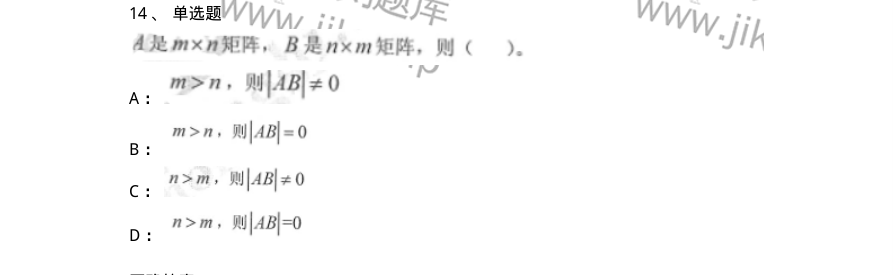 14 、 单选题
A是m×n矩阵，B是n×m矩阵，则（ ）。
A： m>n，则|AB|≠0
B： m>n，则|AB|=0
C： n>m，则|AB|≠0
D： n>m，则|AB|=0